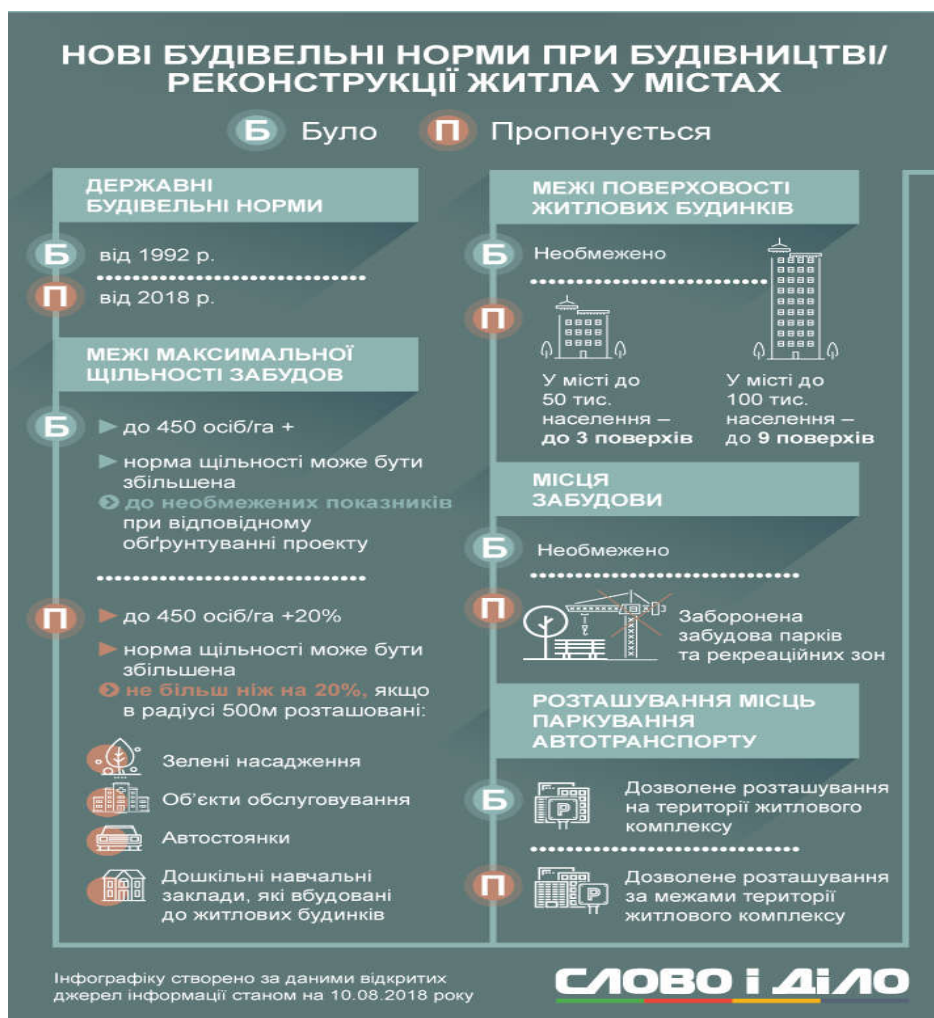 НОВІ БУДІВЕЛЬНІ НОРМИ ПРИ БУДІВНИЦТВІ/
РЕКОНСТРУКЦІЇ ЖИТЛА У МІСТАХ
Б Було П Пропонується
ДЕРЖАВНІ
БУДІВЕЛЬНІ НОРМИ
Б від 1992 р.
П від 2018 р.
МЕЖІ МАКСИМАЛЬНОЇ
ЩІЛЬНОСТІ ЗАБУДОВ
Б до 450 осіб/га +
норма щільності може бути
збільшена
до необмежених показників
при відповідному
обґрунтуванні проекту
П до 450 осіб/га +20%
норма щільності може бути
збільшена
не більш ніж на 20%, якщо
в радіусі 500м розташовані:
Зелені насадження
Об'єкти обслуговування
Автостоянки
Дошкільні навчальні
заклади, які вбудовані
до житлових будинків
МЕЖІ ПОВЕРХОВОСТІ
ЖИТЛОВИХ БУДИНКІВ
Б Необмежено
П
У місті до
50 тис.
населення –
до 3 поверхів
У місті до
100 тис.
населення –
до 9 поверхів
МІСЦЯ
ЗАБУДОВИ
Б Необмежено
П Заборонена
забудова парків
та рекреаційних зон
РОЗТАШУВАННЯ МІСЦЬ
ПАРКУВАННЯ
АВТОТРАНСПОРТУ
Б P Дозволене розташування
на території житлового
комплексу
П P Дозволене розташування
за межами території
житлового комплексу
Інфографіку створено за даними відкритих
джерел інформації станом на 10.08.2018 року
СЛОВО і ДіЛО